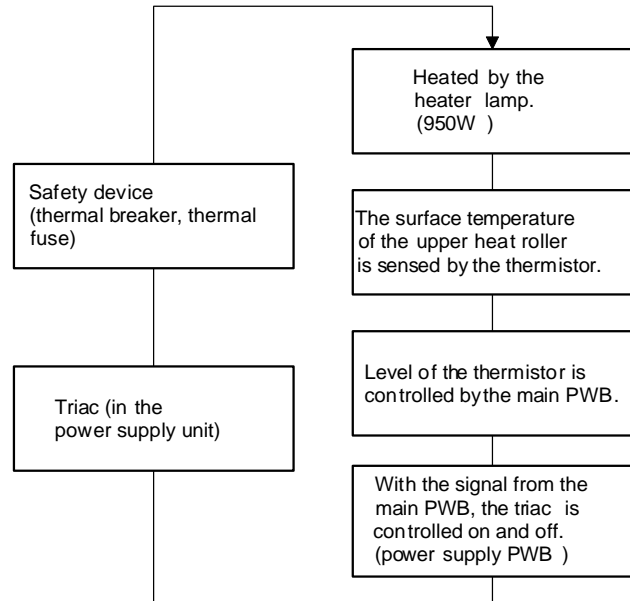 Heated by the
heater lamp.
(950W )
Safety device
(thermal breaker, thermal
fuse)
The surface temperature
of the upper heat roller
is sensed by the thermistor.
Level of the thermistor is
controlled by the main PWB.
Triac (in the
power supply unit)
With the signal from the
main PWB, the triac is
controlled on and off.
(power supply PWB )